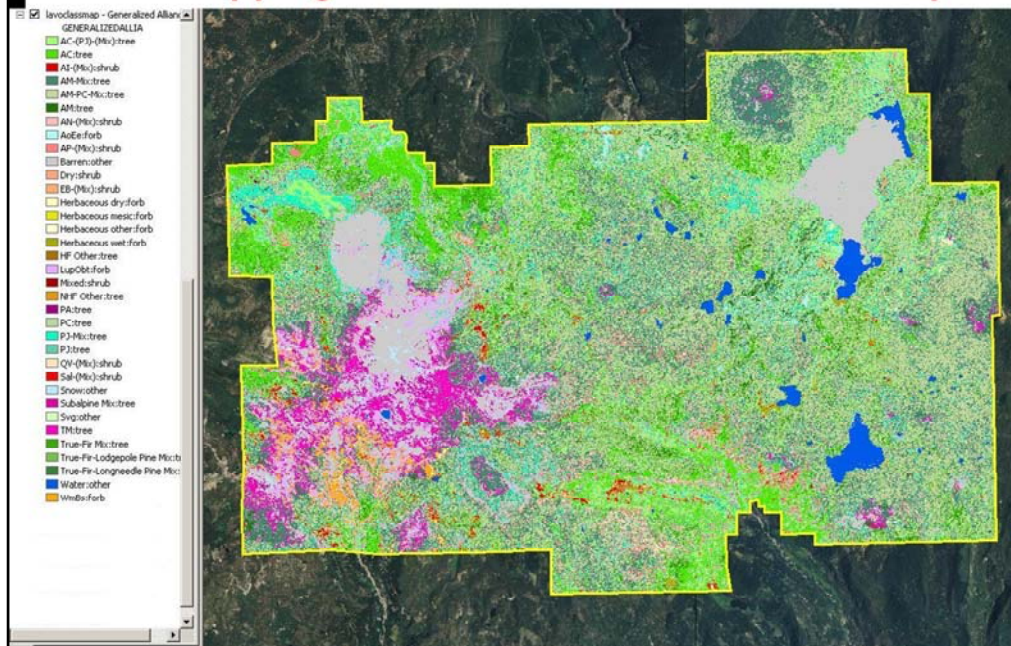 lavoclassmap - Generalized Allianc
GENERALIZEDALLIA
AC-(PJ)-(Mix):tree
AC:tree
AI-(Mix):shrub
AM-Mix:tree
AM-PC-Mix:tree
AM:tree
AN-(Mix):shrub
AoEe:forb
AP-(Mix):shrub
Barren:other
Dry:shrub
EB-(Mix):shrub
Herbaceous dry:forb
Herbaceous mesic:forb
Herbaceous other:forb
Herbaceous wet:forb
HF Other:tree
LupObt:forb
Mixed:shrub
NHF Other:tree
PA:tree
PC:tree
PJ-Mix:tree
PJ:tree
QV-(Mix):shrub
Sal-(Mix):shrub
Snow:other
Subalpine Mix:tree
Svg:other
TM:tree
True-Fir Mix:tree
True-Fir-Lodgepole Pine Mix:t
True-Fir-Longneedle Pine Mix:
Water:other
WmBs:forb